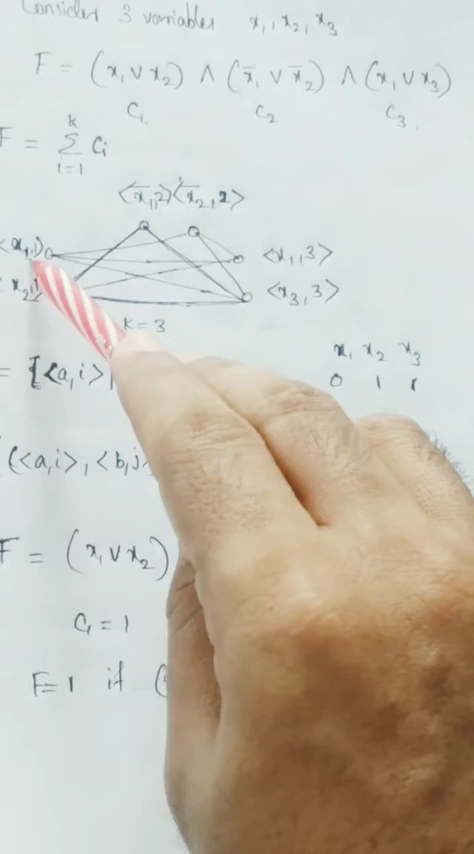 Consider 3 variables x₁, x₂, x₃
F = (x₁ ∨ x₂) ∧ (x̄₁ ∨ x̄₂) ∧ (x₁ ∨ x₃)
C₁ C₂ C₃
F = k Σ i=1 Ci
<x̄₁, 2> <x̄₂, 2>
<x₁, 1> <x₁, 3>
<x₂, 1> <x₃, 3>
k = 3
x₁ x₂ x₃
0 1 1
= {<a, i>
(<a, i>, <b, j>
F = (x₁ ∨ x₂)
C₁ = 1
F = 1 if (